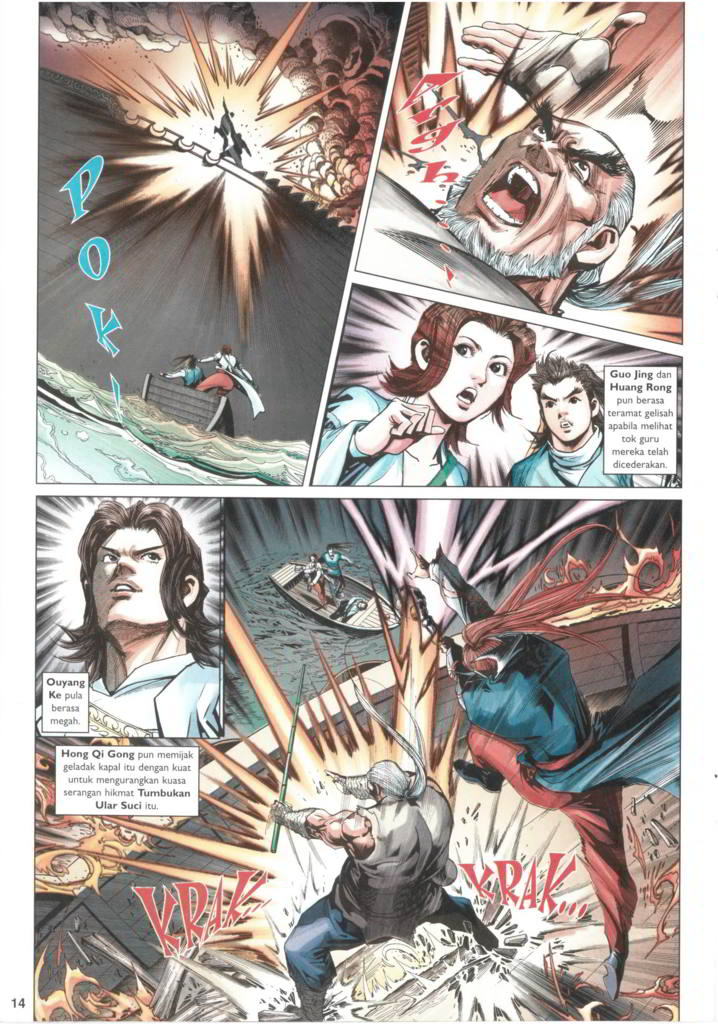 POK!
Argh...!
Guo Jing dan
Huang Rong
pun berasa
teramat gelisah
apabila melihat
tok guru
mereka telah
dicederakan.
Ouyang
Ke pula
berasa
megah.
Hong Qi Gong pun memijak
geladak kapal itu dengan kuat
untuk mengurangkan kuasa
serangan hikmat Tumbukan
Ular Suci itu.
KRAK...
KRAK...
14